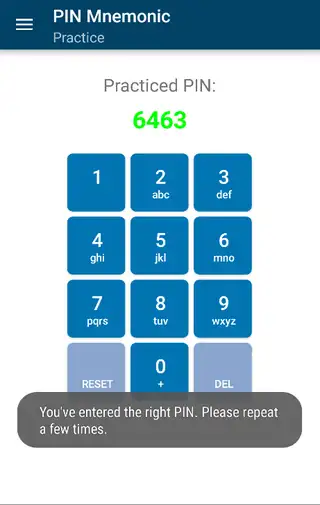 PIN Mnemonic
Practice
Practiced PIN:
6463
1 2 3
abc def
4 5 6
ghi jkl mno
7 8 9
pqrs tuv wxyz
0
RESET + DEL
You've entered the right PIN. Please repeat
a few times.